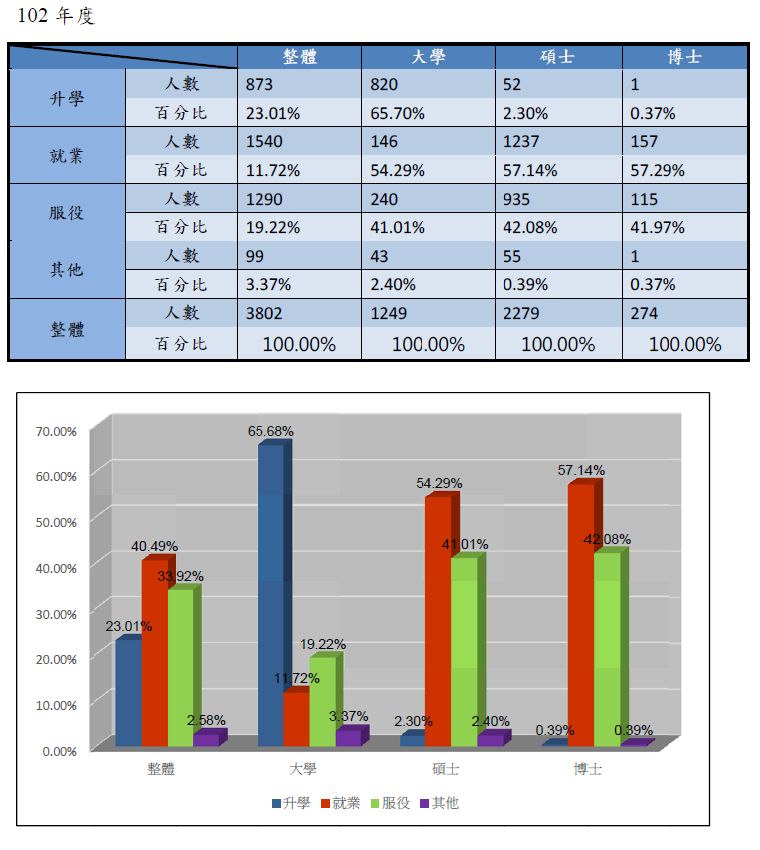 102 年度
整體 大學 碩士 博士
升學 人數 873 820 52 1
百分比 23.01% 65.70% 2.30% 0.37%
就業 人數 1540 146 1237 157
百分比 11.72% 54.29% 57.14% 57.29%
服役 人數 1290 240 935 115
百分比 19.22% 41.01% 42.08% 41.97%
其他 人數 99 43 55 1
百分比 3.37% 2.40% 0.39% 0.37%
整體 人數 3802 1249 2279 274
百分比 100.00% 100.00% 100.00% 100.00%
70.00%
60.00%
50.00%
40.00%
30.00%
20.00%
10.00%
0.00%
23.01% 40.49% 33.92% 2.58%
65.68% 11.72% 19.22% 3.37%
2.30% 54.29% 41.01% 2.40%
0.39% 57.14% 42.08% 0.39%
整體 大學 碩士 博士
升學 就業 服役 其他